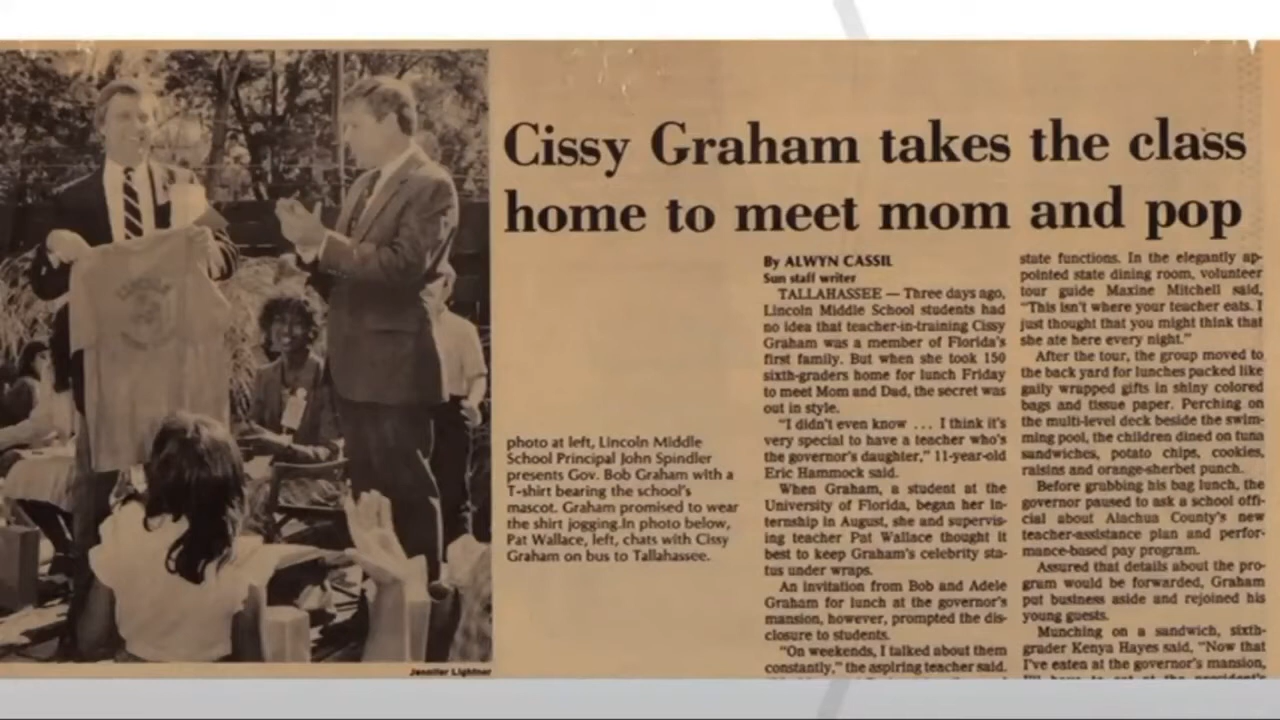 Cissy Graham takes the class
home to meet mom and pop
photo at left, Lincoln Middle
School Principal John Spindler
presents Gov. Bob Graham with a
T-shirt bearing the school's
mascot. Graham promised to wear
the shirt jogging.In photo below,
Pat Wallace, left, chats with Cissy
Graham on bus to Tallahassee.
Jennifer Lightner
By ALWYN CASSIL
Sun staff writer
TALLAHASSEE — Three days ago,
Lincoln Middle School students had
no idea that teacher-in-training Cissy
Graham was a member of Florida's
first family. But when she took 150
sixth-graders home for lunch Friday
to meet Mom and Dad, the secret was
out in style.
"I didn't even know ... I think it's
very special to have a teacher who's
the governor's daughter," 11-year-old
Eric Hammock said.
When Graham, a student at the
University of Florida, began her in-
ternship in August, she and supervis-
ing teacher Pat Wallace thought it
best to keep Graham's celebrity sta-
tus under wraps.
An invitation from Bob and Adele
Graham for lunch at the governor's
mansion, however, prompted the dis-
closure to students.
"On weekends, I talked about them
constantly," the aspiring teacher said.
state functions. In the elegantly ap-
pointed state dining room, volunteer
tour guide Maxine Mitchell said,
"This isn't where your teacher eats. I
just thought that you might think that
she ate here every night."
After the tour, the group moved to
the back yard for lunches packed like
gaily wrapped gifts in shiny colored
bags and tissue paper. Perching on
the multi-level deck beside the swim-
ming pool, the children dined on tuna
sandwiches, potato chips, cookies,
raisins and orange-sherbet punch.
Before grabbing his bag lunch, the
governor paused to ask a school offi-
cial about Alachua County's new
teacher-assistance plan and perfor-
mance-based pay program.
Assured that details about the pro-
gram would be forwarded, Graham
put business aside and rejoined his
young guests.
Munching on a sandwich, sixth-
grader Kenya Hayes said, "Now that
I've eaten at the governor's mansion,